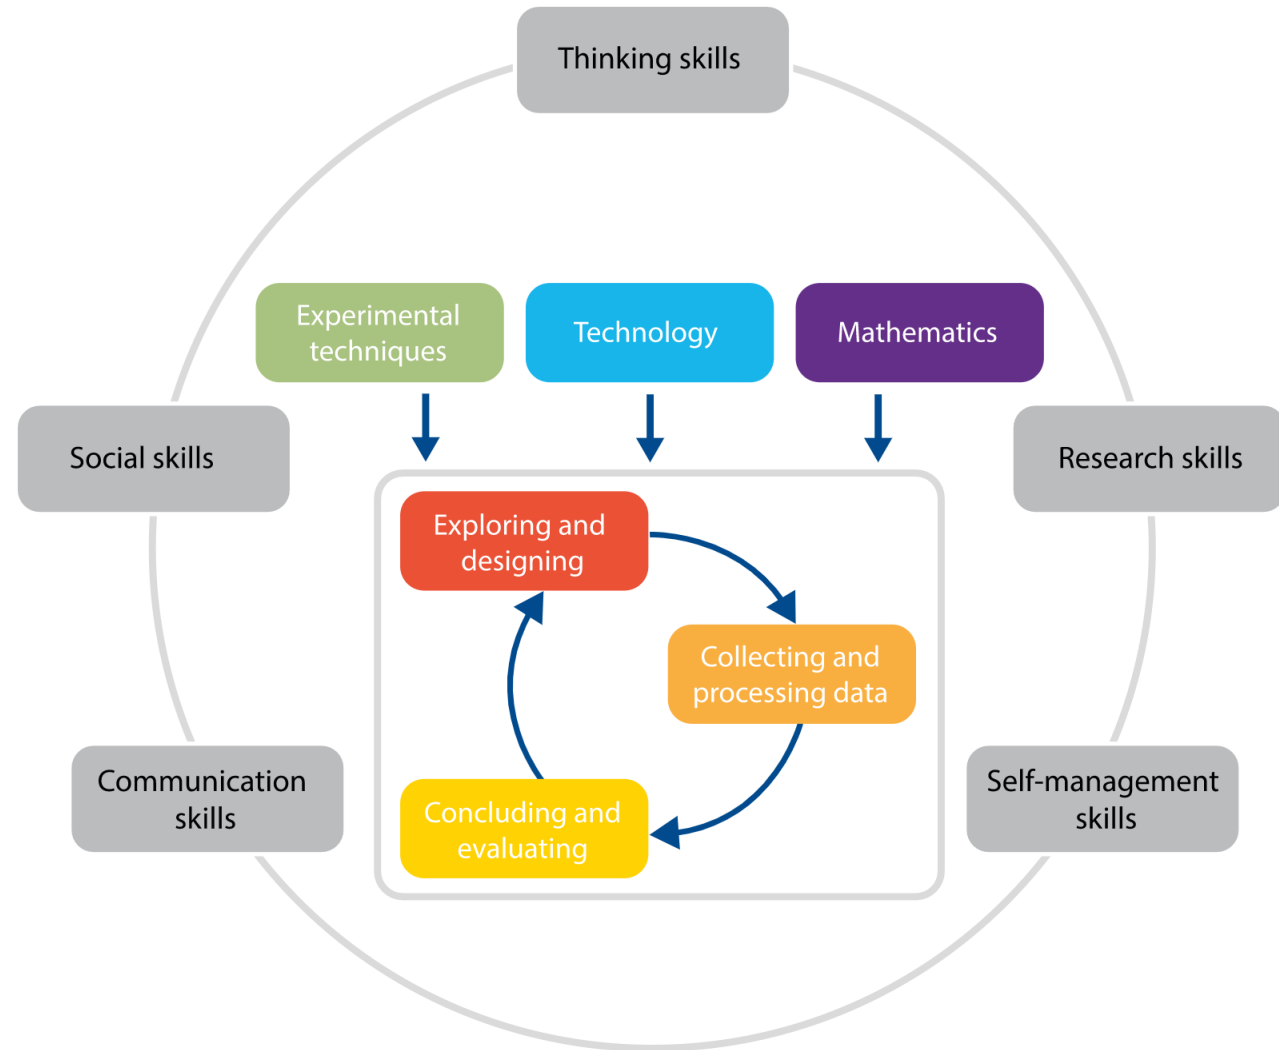 Thinking skills
Experimental
techniques
Technology
Mathematics
Social skills
Research skills
Exploring and
designing
Collecting and
processing data
Communication
skills
Self-management
skills
Concluding and
evaluating